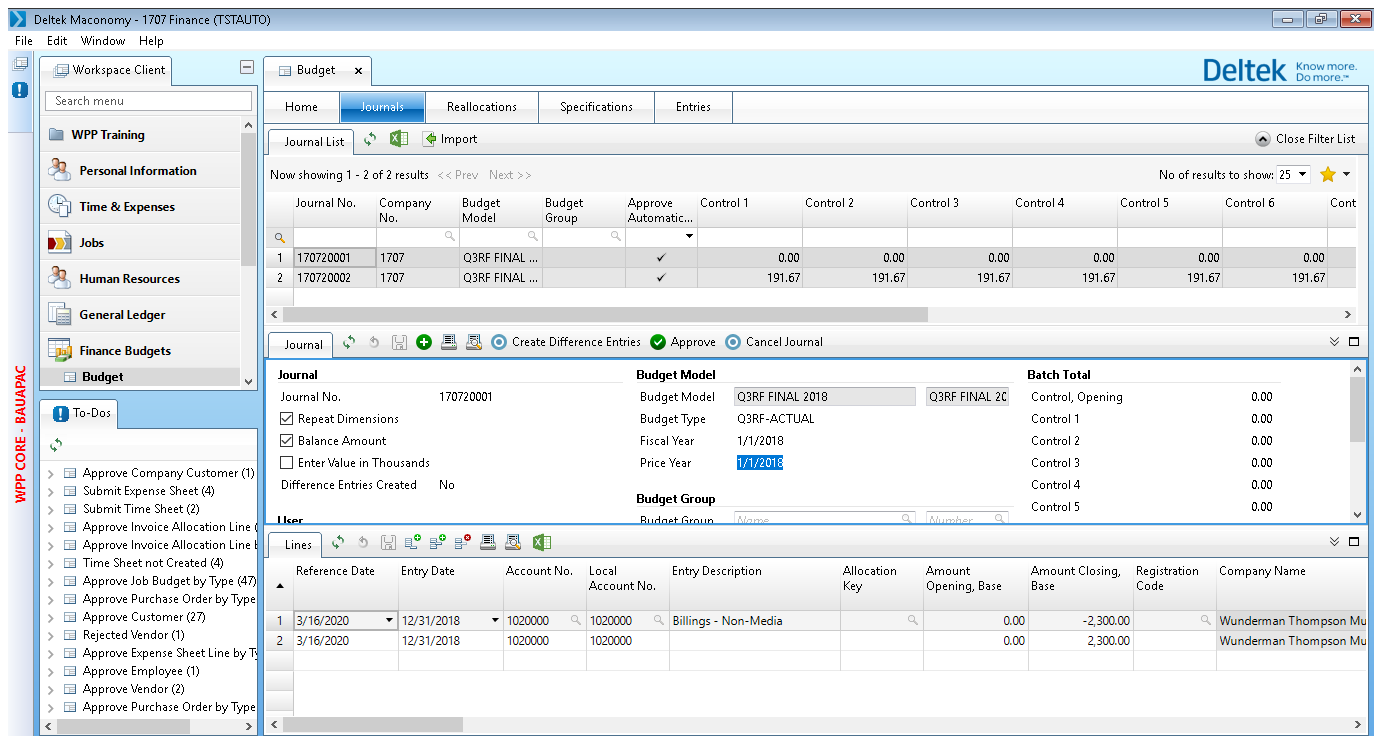 Deltek Maconomy - 1707 Finance (TSTAUTO)
File Edit Window Help
WPP CORE - BAUAPAC
Workspace Client
Search menu
WPP Training
Personal Information
Time & Expenses
Jobs
Human Resources
General Ledger
Finance Budgets
Budget
To-Dos
Approve Company Customer (1)
Submit Expense Sheet (4)
Submit Time Sheet (2)
Approve Invoice Allocation Line (
Approve Invoice Allocation Line b
Time Sheet not Created (4)
Approve Job Budget by Type (47)
Approve Purchase Order by Type
Approve Customer (27)
Rejected Vendor (1)
Approve Expense Sheet Line by Ty
Approve Employee (1)
Approve Vendor (2)
Approve Purchase Order by Type
Budget
Deltek Know more. Do more.™
Home Journals Reallocations Specifications Entries
Journal List Import Close Filter List
Now showing 1 - 2 of 2 results << Prev Next >> No of results to show: 25
Journal No. Company No. Budget Model Budget Group Approve Automatic... Control 1 Control 2 Control 3 Control 4 Control 5 Control 6 Cont
1 170720001 1707 Q3RF FINAL ... 0.00 0.00 0.00 0.00 0.00 0.00
2 170720002 1707 Q3RF FINAL ... 191.67 191.67 191.67 191.67 191.67 191.67
Journal Create Difference Entries Approve Cancel Journal
Journal
Journal No. 170720001
Repeat Dimensions
Balance Amount
Enter Value in Thousands
Difference Entries Created No
User
Budget Model
Budget Model Q3RF FINAL 2018 Q3RF FINAL 20
Budget Type Q3RF-ACTUAL
Fiscal Year 1/1/2018
Price Year 1/1/2018
Budget Group
Budget Group Name Number
Batch Total
Control, Opening 0.00
Control 1 0.00
Control 2 0.00
Control 3 0.00
Control 4 0.00
Control 5 0.00
Lines
Reference Date Entry Date Account No. Local Account No. Entry Description Allocation Key Amount Opening, Base Amount Closing, Base Registration Code Company Name
1 3/16/2020 12/31/2018 1020000 1020000 Billings - Non-Media 0.00 -2,300.00 Wunderman Thompson Mu
2 3/16/2020 12/31/2018 1020000 1020000 0.00 2,300.00 Wunderman Thompson Mu